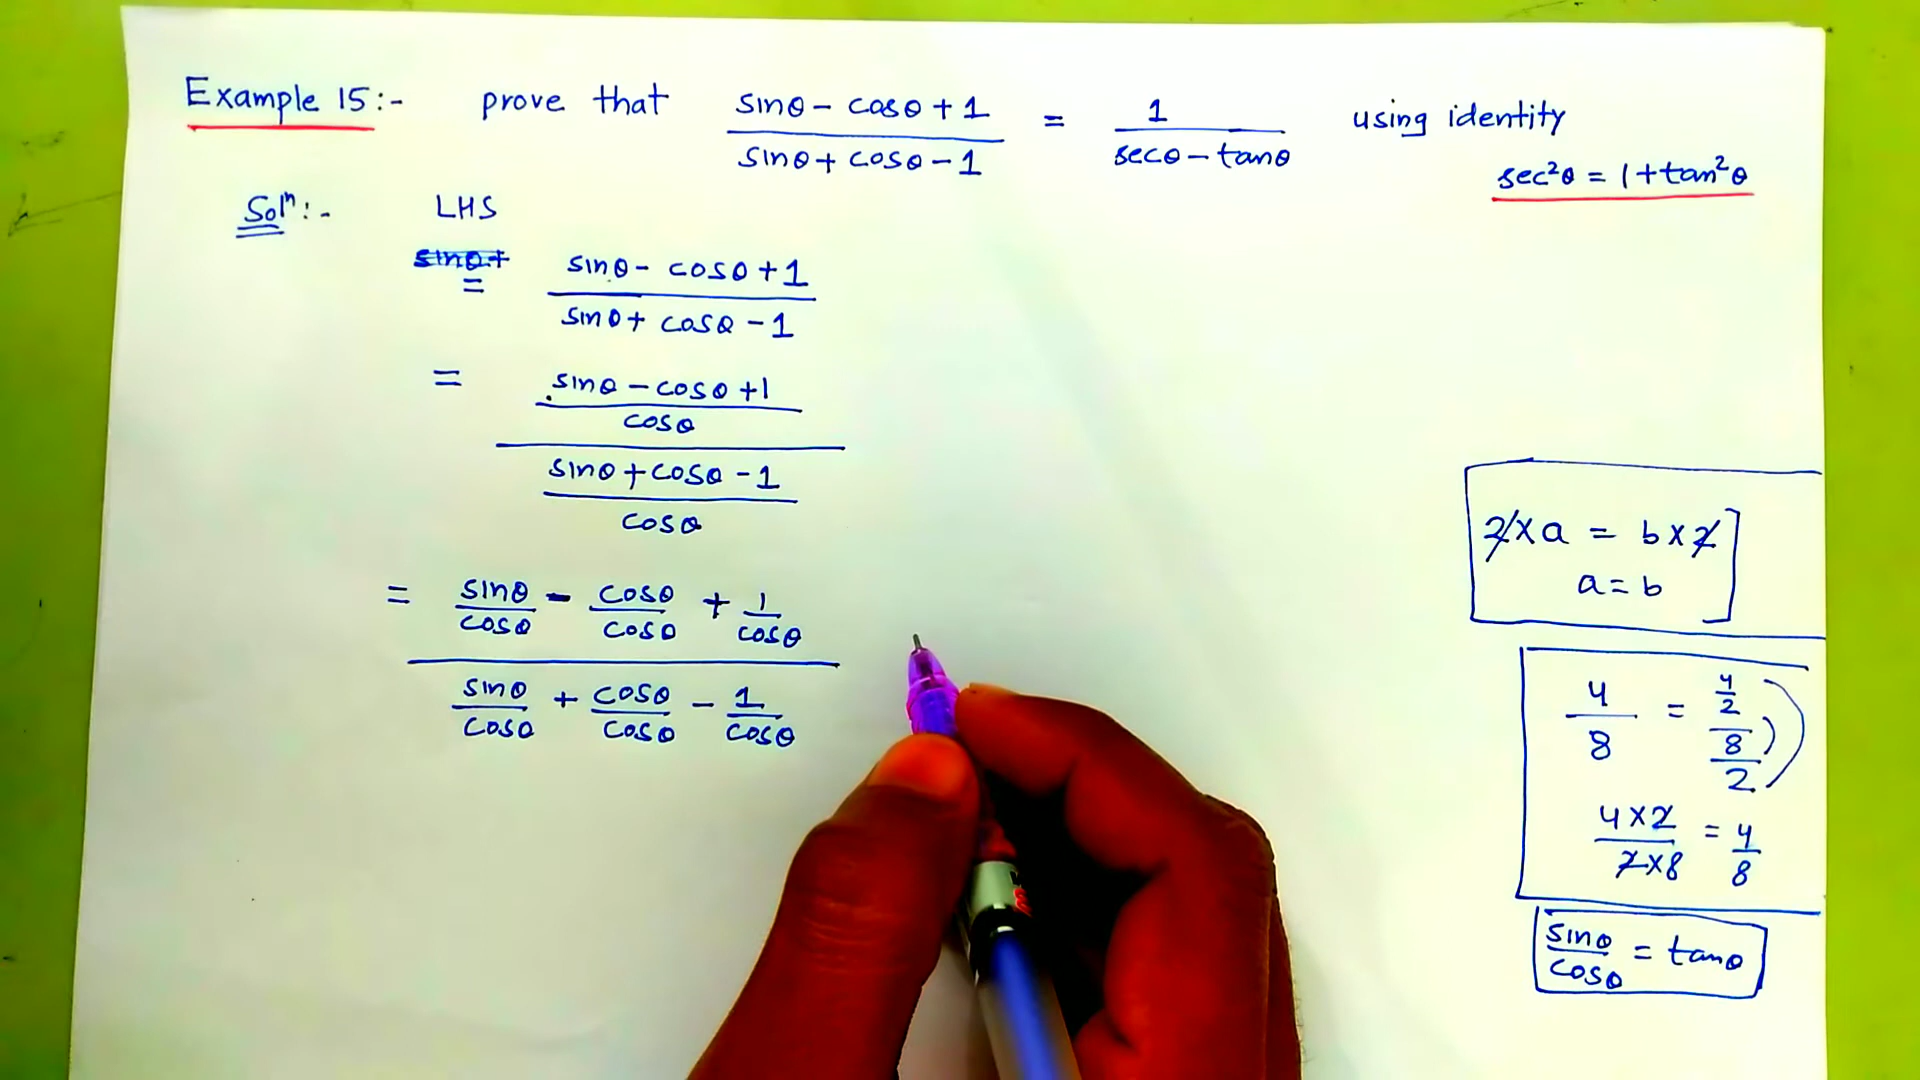 Example 15:- prove that sinθ - cosθ + 1 / sinθ + cosθ - 1 = 1 / secθ - tanθ using identity
sec²θ = 1 + tan²θ
Solⁿ:- LHS
sinθ+
= sinθ - cosθ + 1 / sinθ + cosθ - 1
= sinθ - cosθ + 1 / cosθ / sinθ + cosθ - 1 / cosθ
= sinθ/cosθ - cosθ/cosθ + 1/cosθ
sinθ/cosθ + cosθ/cosθ - 1/cosθ
2 x a = b x 2
a = b
4/8 = 4/2 / 8/2
4 x 2 / 2 x 8 = 4/8
sinθ/cosθ = tanθ